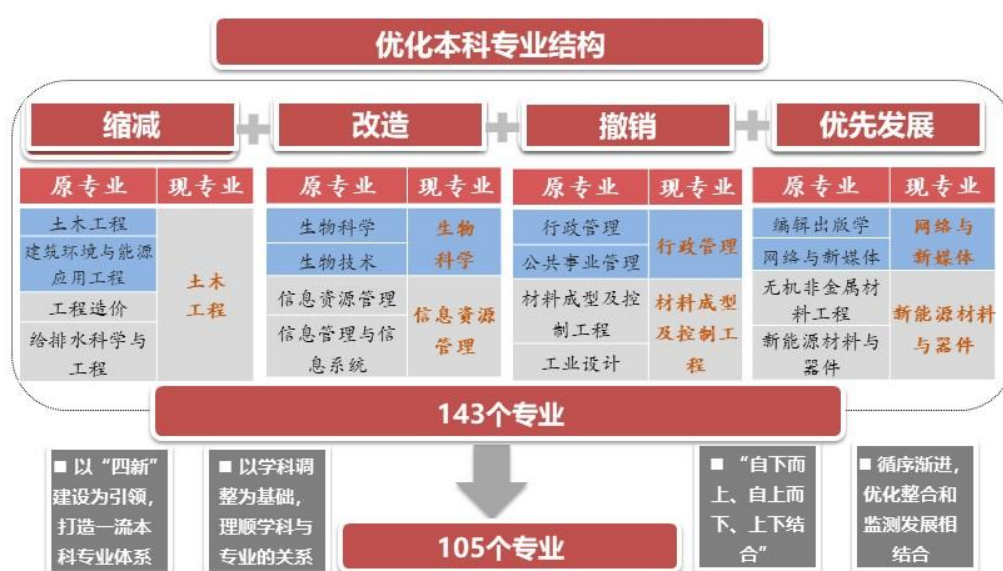 优化本科专业结构
缩减
改造
撤销
优先发展
原专业 现专业
土木工程
建筑环境与能源
应用工程
工程造价
给排水科学与
工程
土木
工程
原专业 现专业
生物科学
生物技术
生物
科学
信息资源管理
信息管理与信
息系统
信息资源
管理
原专业 现专业
行政管理
公共事业管理
行政管理
材料成型及控
制工程
工业设计
材料成型
及控制工
程
原专业 现专业
编辑出版学
网络与新媒体
网络与
新媒体
无机非金属材
料工程
新能源材料与
器件
新能源材料
与器件
143个专业
■ 以“四新”
建设为引领,
打造一流本
科专业体系
■ 以学科调
整为基础,
理顺学科与
专业的关系
105个专业
■ “自下而
上、自上而
下、上下结
合”
■ 循序渐进,
优化整合和
监测发展相
结合